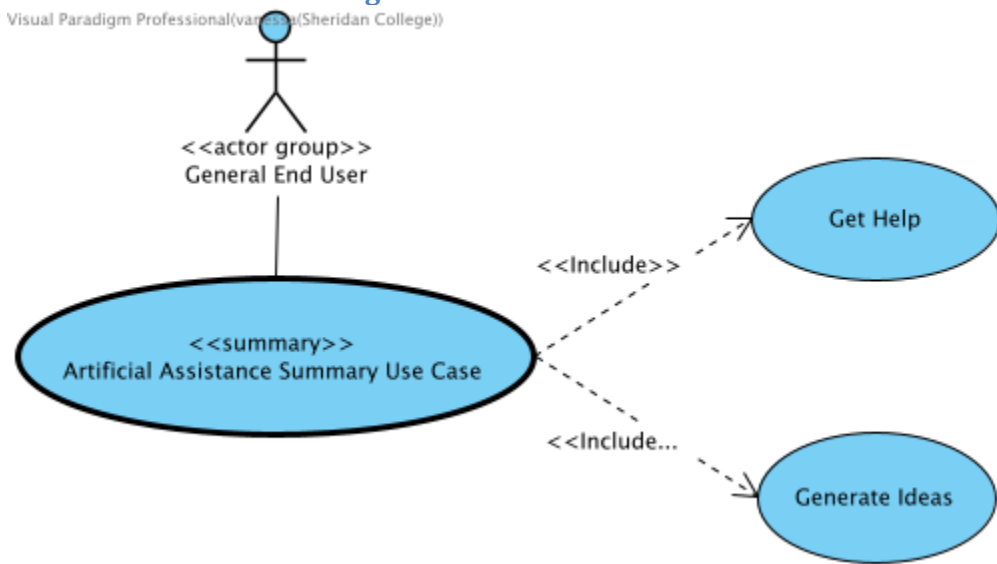 Visual Paradigm Professional(vanessa(Sheridan College))
<<actor group>>
General End User
Get Help
<<Include>>
<<summary>>
Artificial Assistance Summary Use Case
<<Include...
Generate Ideas